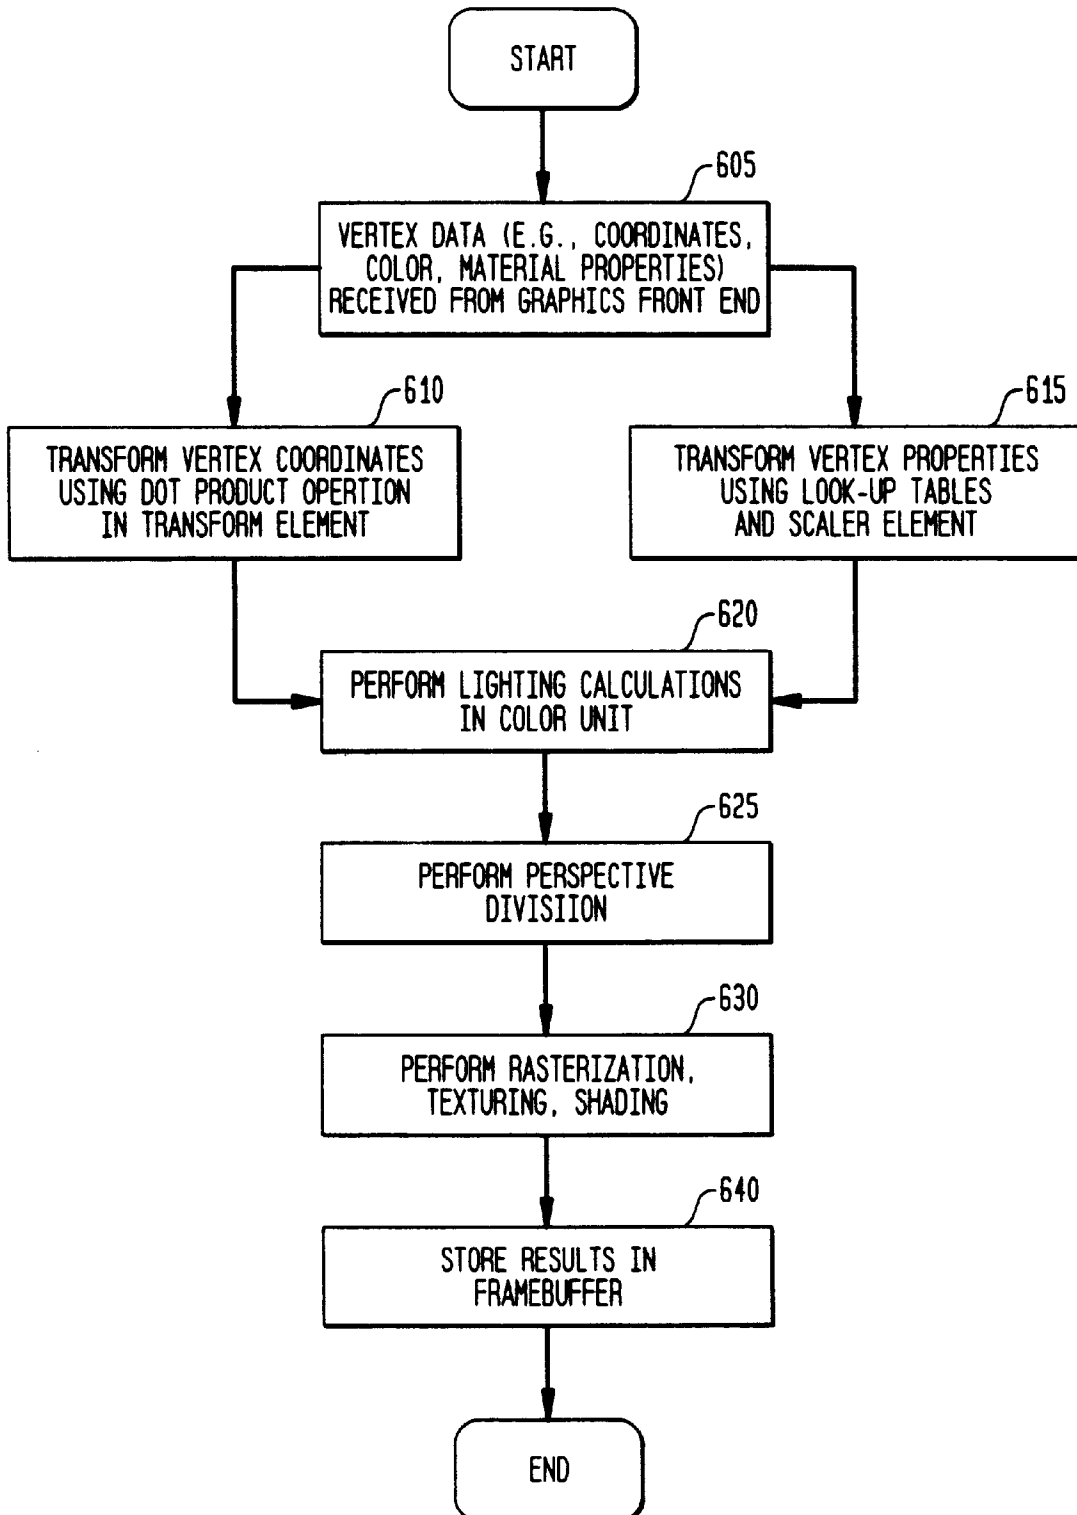 START
605
VERTEX DATA (E.G., COORDINATES,
COLOR, MATERIAL PROPERTIES)
RECEIVED FROM GRAPHICS FRONT END
610
TRANSFORM VERTEX COORDINATES
USING DOT PRODUCT OPERTION
IN TRANSFORM ELEMENT
615
TRANSFORM VERTEX PROPERTIES
USING LOOK-UP TABLES
AND SCALER ELEMENT
620
PERFORM LIGHTING CALCULATIONS
IN COLOR UNIT
625
PERFORM PERSPECTIVE
DIVISIION
630
PERFORM RASTERIZATION,
TEXTURING, SHADING
640
STORE RESULTS IN
FRAMEBUFFER
END